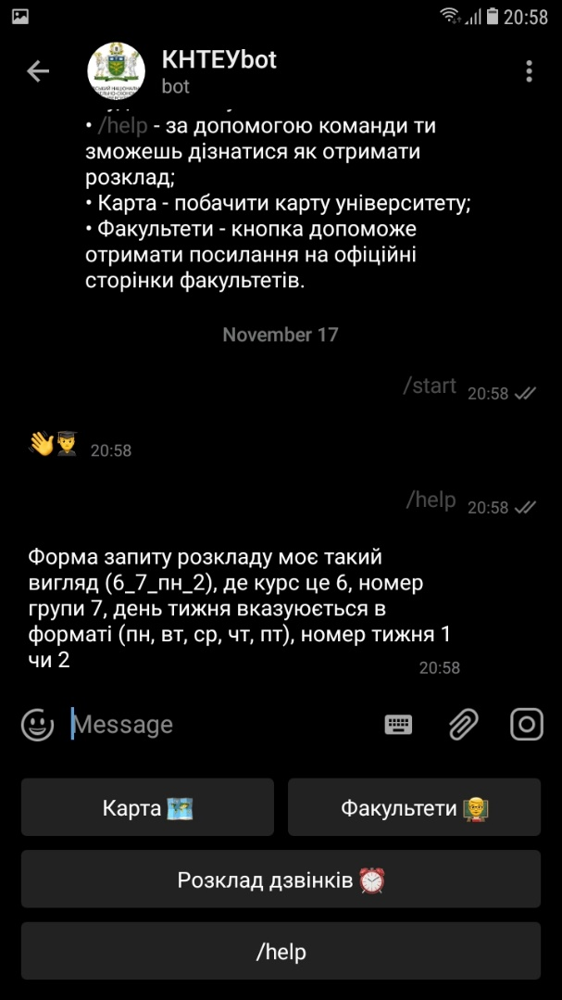 20:58
КНТЕУbot
bot
• /help - за допомогою команди ти
зможешь дізнатися як отримати
розклад;
• Карта - побачити карту університету;
• Факультети - кнопка допоможе
отримати посилання на офіційні
сторінки факультетів.
November 17
/start 20:58
20:58
/help 20:58
Форма запиту розкладу моє такий
вигляд (6_7_пн_2), де курс це 6, номер
групи 7, день тижня вказуюється в
форматі (пн, вт, ср, чт, пт), номер тижня 1
чи 2
20:58
Message
Карта
Факультети
Розклад дзвінків
/help